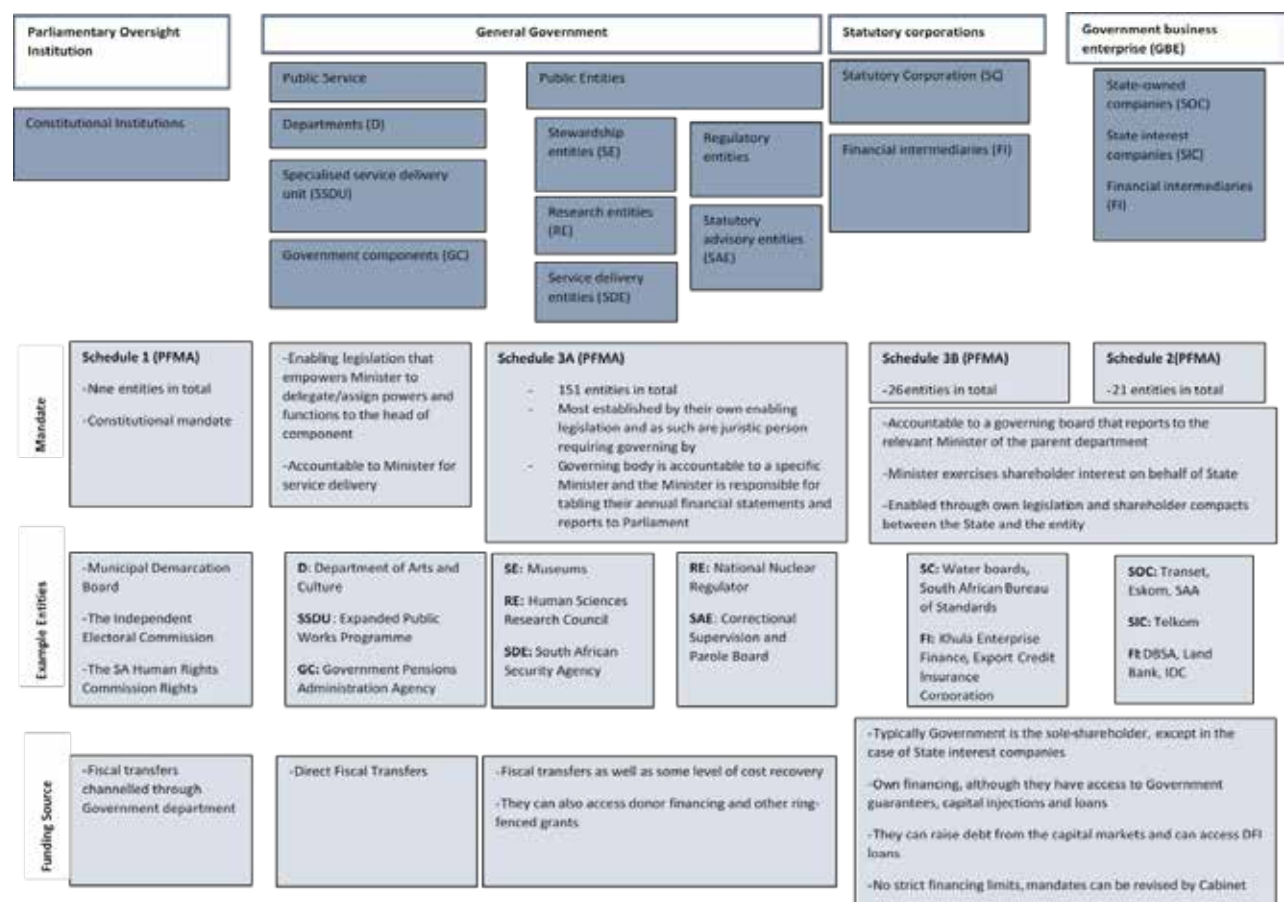 Parliamentary Oversight
Institution
General Government
Statutory corporations
Government business
enterprise (GBE)
Constitutional Institutions
Public Service
Departments (D)
Specialised service delivery
unit (SSDU)
Government components (GC)
Public Entities
Stewardship
entities (SE)
Research entities
(RE)
Service delivery
entities (SDE)
Regulatory
entities
Statutory
advisory entities
(SAE)
Statutory Corporation (SC)
Financial intermediaries (FI)
State-owned
companies (SOC)
State interest
companies (SIC)
Financial intermediaries
(FI)
Mandate
Schedule 1 (PFMA)
-Nine entities in total
-Constitutional mandate
-Enabling legislation that
empowers Minister to
delegate/assign powers and
functions to the head of
component
-Accountable to Minister for
service delivery
Schedule 3A (PFMA)
- 151 entities in total
- Most established by their own enabling
legislation and as such are juristic person
requiring governing by
- Governing body is accountable to a specific
Minister and the Minister is responsible for
tabling their annual financial statements and
reports to Parliament
Schedule 3B (PFMA)
-26entities in total
Schedule 2(PFMA)
-21 entities in total
-Accountable to a governing board that reports to the
relevant Minister of the parent department
-Minister exercises shareholder interest on behalf of State
-Enabled through own legislation and shareholder compacts
between the State and the entity
Example Entities
-Municipal Demarcation
Board
-The Independent
Electoral Commission
-The SA Human Rights
Commission Rights
D: Department of Arts and
Culture
SSDU : Expanded Public
Works Programme
GC: Government Pensions
Administration Agency
SE: Museums
RE: Human Sciences
Research Council
SDE: South African
Security Agency
RE: National Nuclear
Regulator
SAE: Correctional
Supervision and
Parole Board
SC: Water boards,
South African Bureau
of Standards
FI: Khula Enterprise
Finance, Export Credit
Insurance
Corporation
SOC: Transet,
Eskom, SAA
SIC: Telkom
FI: DBSA, Land
Bank, IDC
Funding Source
-Fiscal transfers
channelled through
Government department
-Direct Fiscal Transfers
-Fiscal transfers as well as some level of cost recovery
-They can also access donor financing and other ring-
fenced grants
-Typically Government is the sole-shareholder, except in the
case of State interest companies
-Own financing, although they have access to Government
guarantees, capital injections and loans
-They can raise debt from the capital markets and can access DFI
loans
-No strict financing limits, mandates can be revised by Cabinet